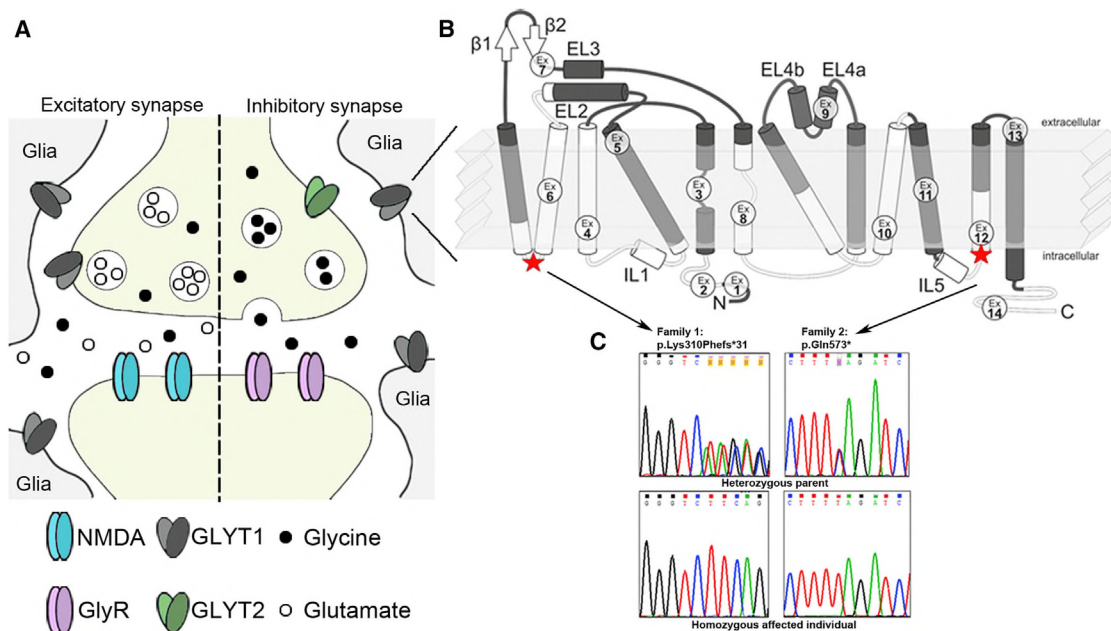 A
Excitatory synapse
Inhibitory synapse
Glia
Glia
Glia
Glia
NMDA
GLYT1
Glycine
GlyR
GLYT2
Glutamate
B
β1
β2
Ex 7
EL3
EL2
EL4b
EL4a
Ex 9
extracellular
Ex 13
Ex 5
Ex 6
Ex 3
Ex 11
Ex 4
Ex 8
Ex 10
Ex 12
intracellular
IL1
IL5
Ex 2
Ex 1
N
Ex 14
C
C
Family 1:
p.Lys310Phefs*31
Family 2:
p.Gln573*
G G G T C N N N N N
C T T T N A G A T C
Heterozygous parent
G G G T C T T C A G
C T T T T A G A T C
Homozygous affected individual